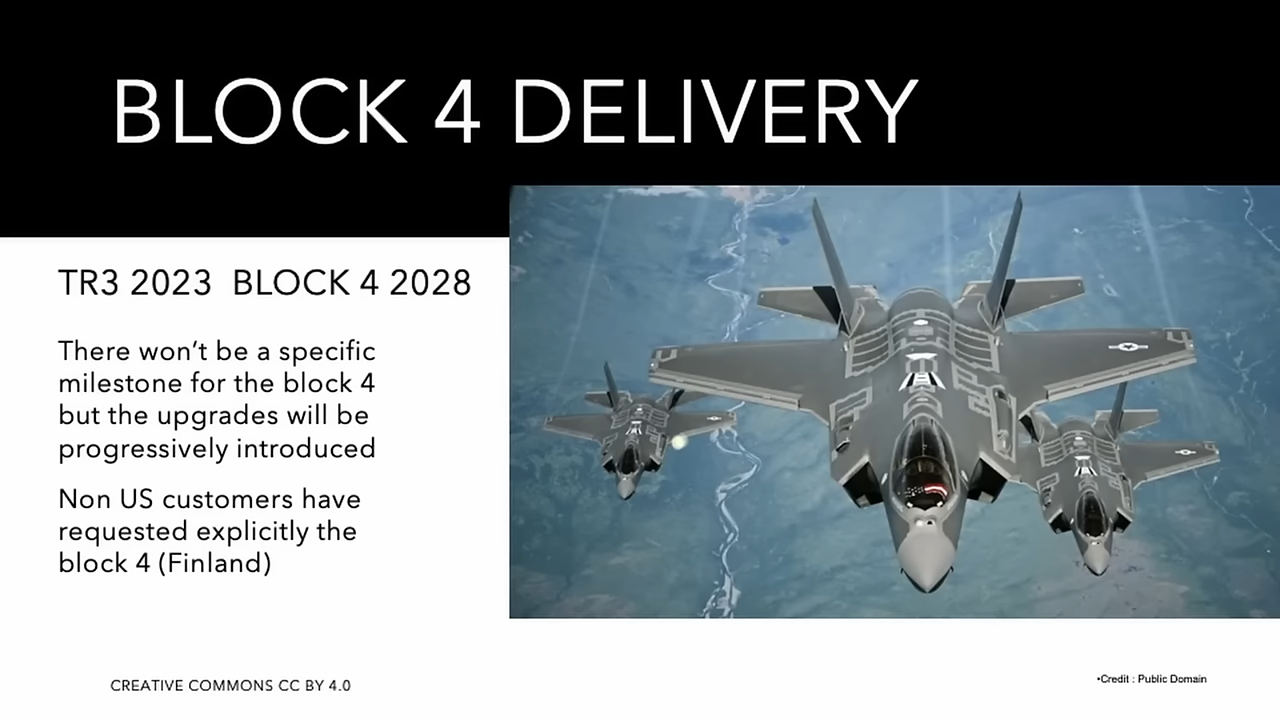 BLOCK 4 DELIVERY
TR3 2023  BLOCK 4 2028
There won’t be a specific
milestone for the block 4
but the upgrades will be
progressively introduced
Non US customers have
requested explicitly the
block 4 (Finland)
CREATIVE COMMONS CC BY 4.0
•Credit : Public Domain